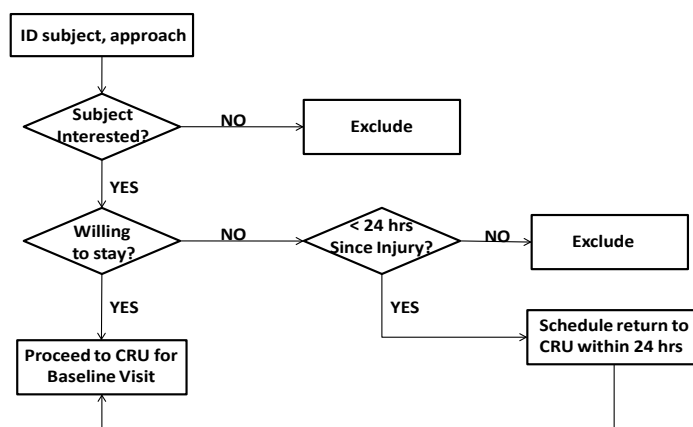 ID subject, approach
Subject
Interested?
NO
Exclude
YES
Willing
to stay?
NO
< 24 hrs
Since Injury?
NO
Exclude
YES
YES
Proceed to CRU for
Baseline Visit
Schedule return to
CRU within 24 hrs